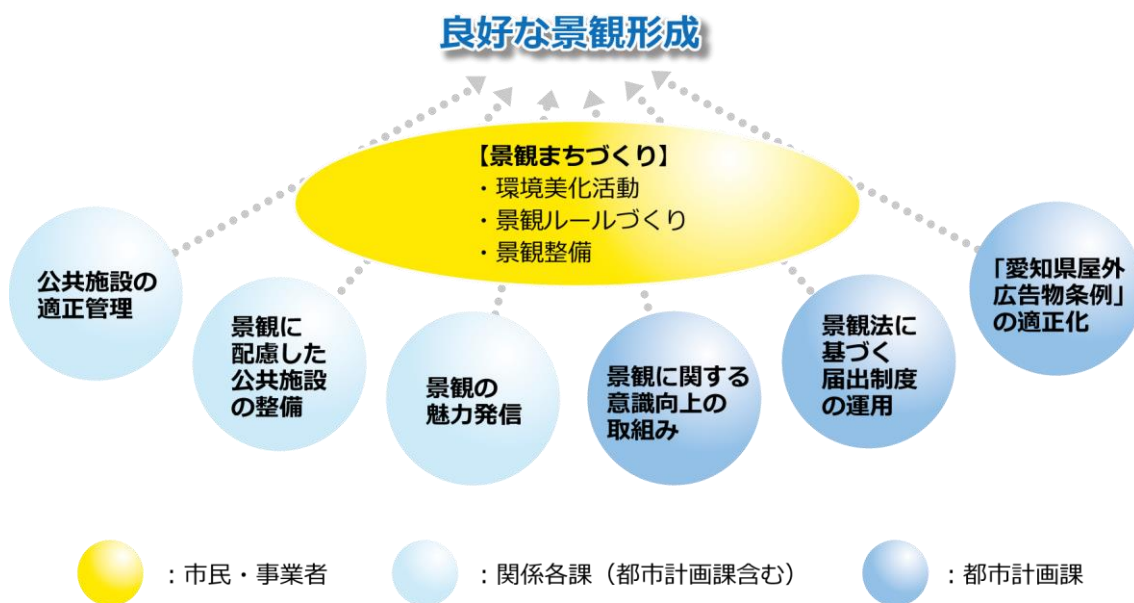 良好な景観形成
【景観まちづくり】
・環境美化活動
・景観ルールづくり
・景観整備
公共施設の
適正管理
景観に
配慮した
公共施設
の整備
景観の
魅力発信
景観に関する
意識向上の
取組み
景観法に
基づく
届出制度
の運用
「愛知県屋外
広告物条例」
の適正化
：市民・事業者
：関係各課（都市計画課含む）
：都市計画課